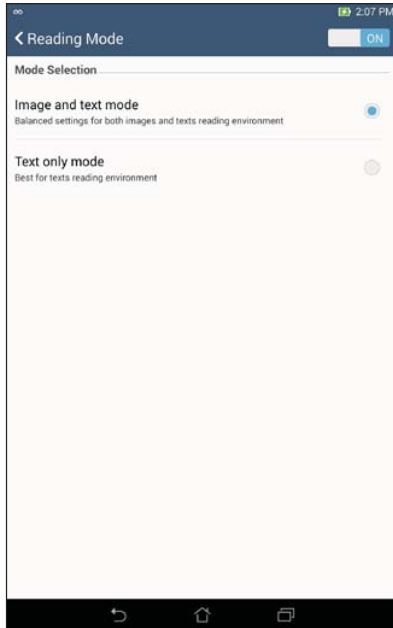 2:07 PM
Reading Mode
ON
Mode Selection
Image and text mode
Balanced settings for both images and texts reading environment
Text only mode
Best for texts reading environment